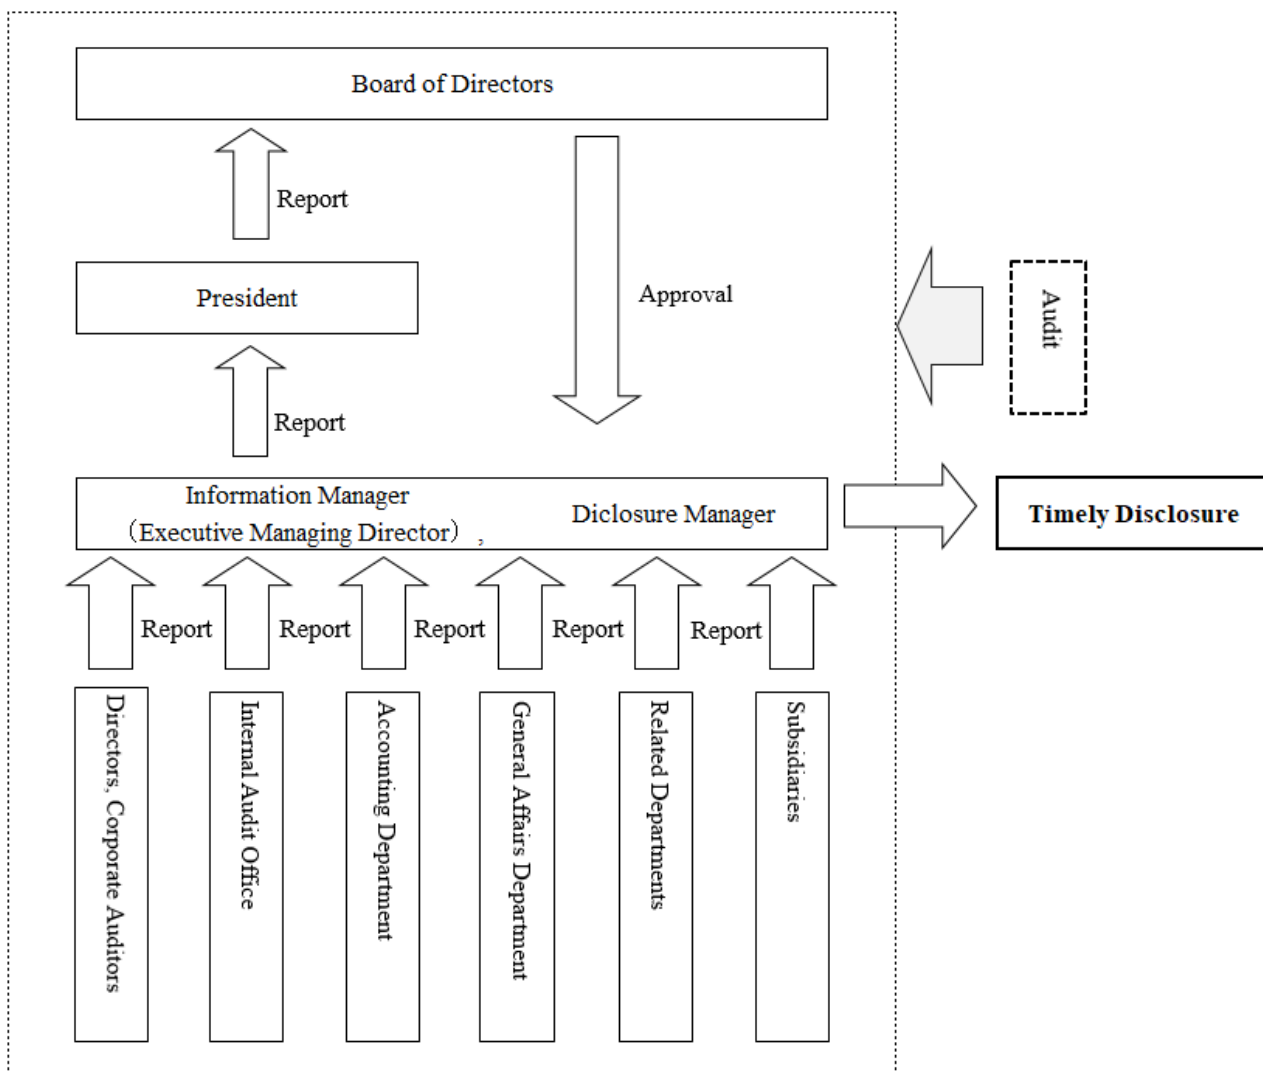 Board of Directors
Report
President
Approval
Audit
Report
Information Manager
（Executive Managing Director）,
Diclosure Manager
Timely Disclosure
Report
Report
Report
Report
Report
Directors, Corporate Auditors
Internal Audit Office
Accounting Department
General Affairs Department
Related Departments
Subsidiaries